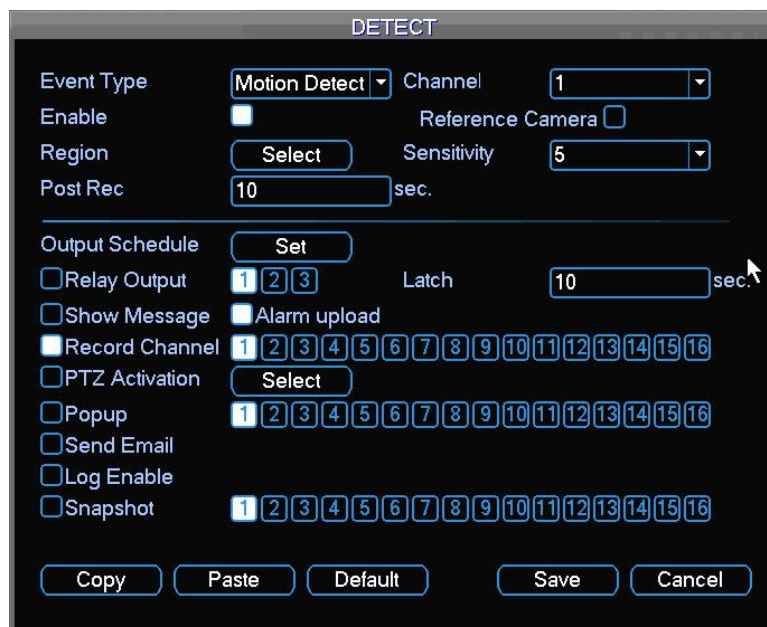 DETECT
Event Type Motion Detect Channel 1
Enable Reference Camera
Region Select Sensitivity 5
Post Rec 10 sec.
Output Schedule Set
Relay Output 1 2 3 Latch 10 sec.
Show Message Alarm upload
Record Channel 1 2 3 4 5 6 7 8 9 10 11 12 13 14 15 16
PTZ Activation Select
Popup 1 2 3 4 5 6 7 8 9 10 11 12 13 14 15 16
Send Email
Log Enable
Snapshot 1 2 3 4 5 6 7 8 9 10 11 12 13 14 15 16
Copy Paste Default Save Cancel